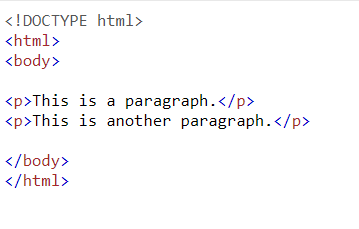 <!DOCTYPE html>
<html>
<body>
<p>This is a paragraph.</p>
<p>This is another paragraph.</p>
</body>
</html>